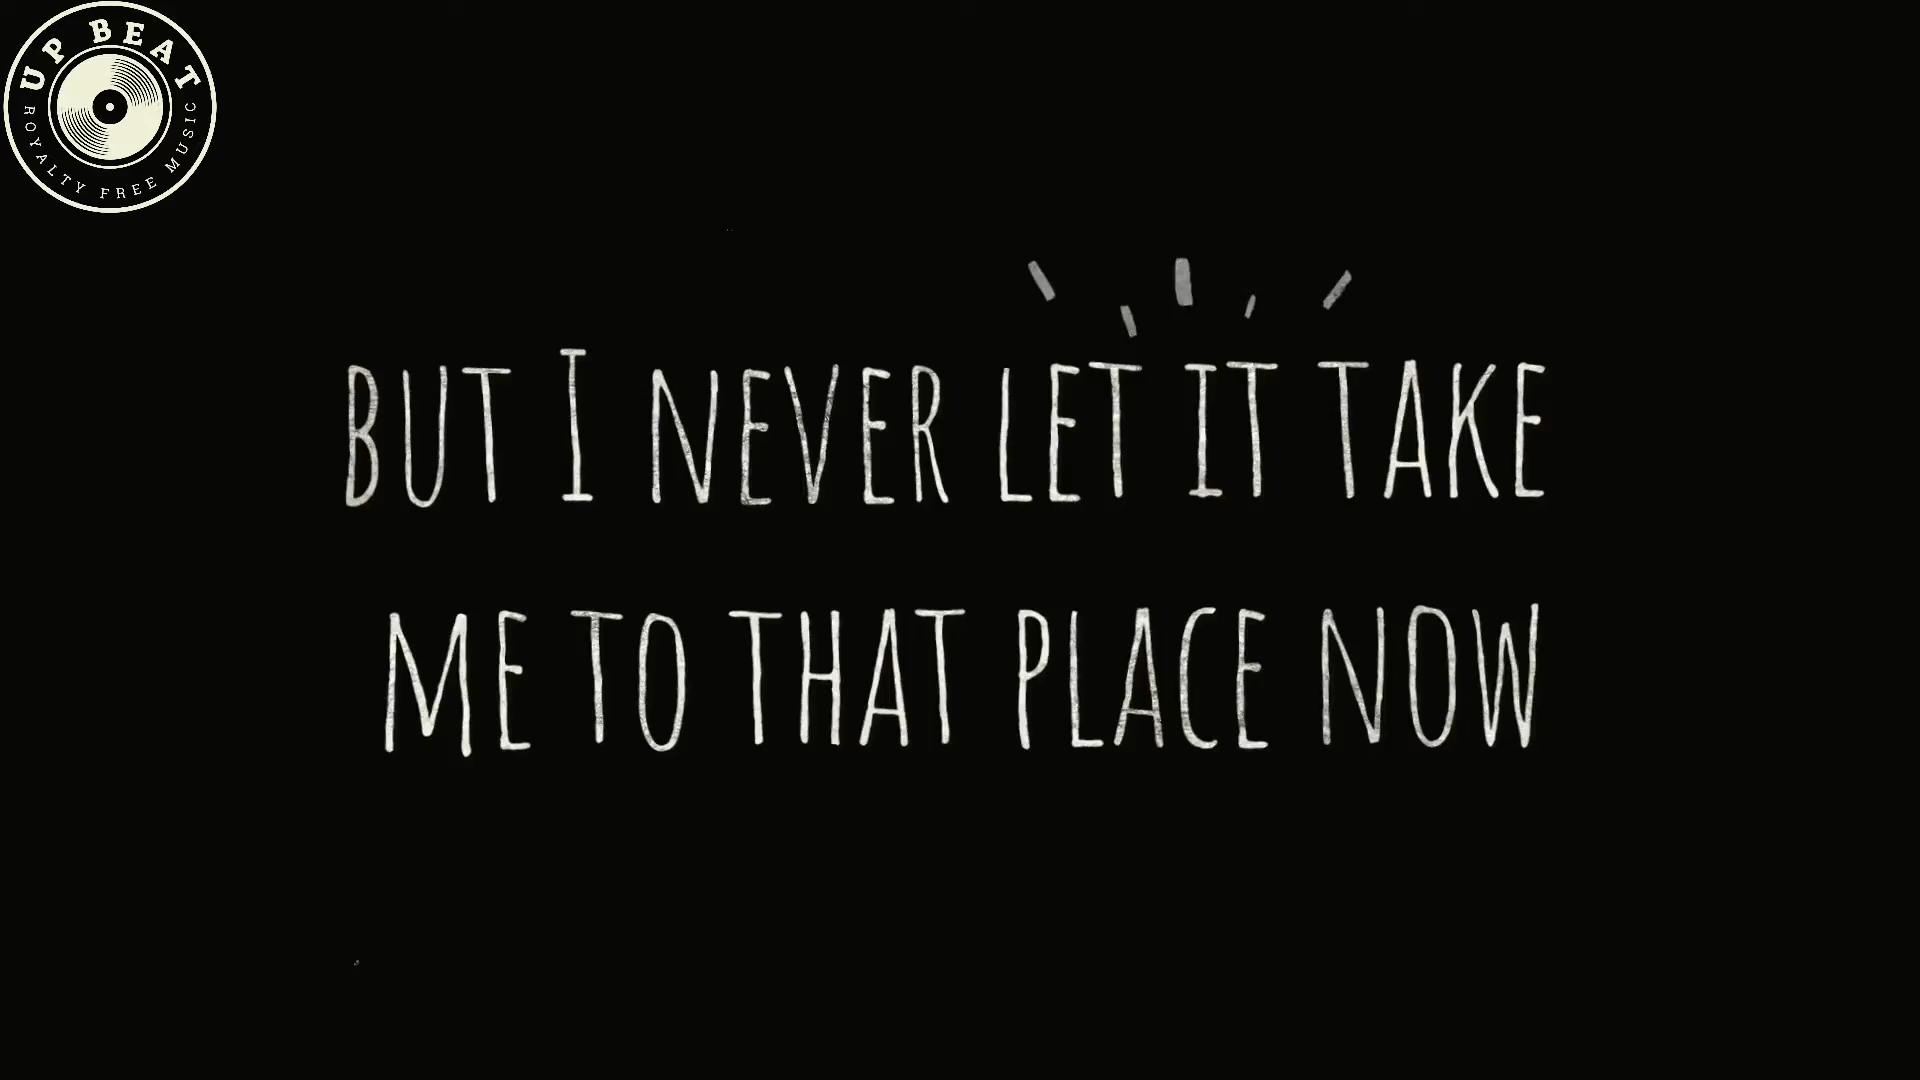 UP BEAT
ROYALTY FREE MUSIC
BUT I NEVER LET IT TAKE
ME TO THAT PLACE NOW